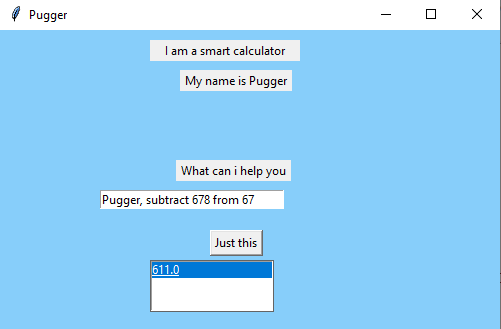 Pugger
I am a smart calculator
My name is Pugger
What can i help you
Pugger, subtract 678 from 67
Just this
611.0